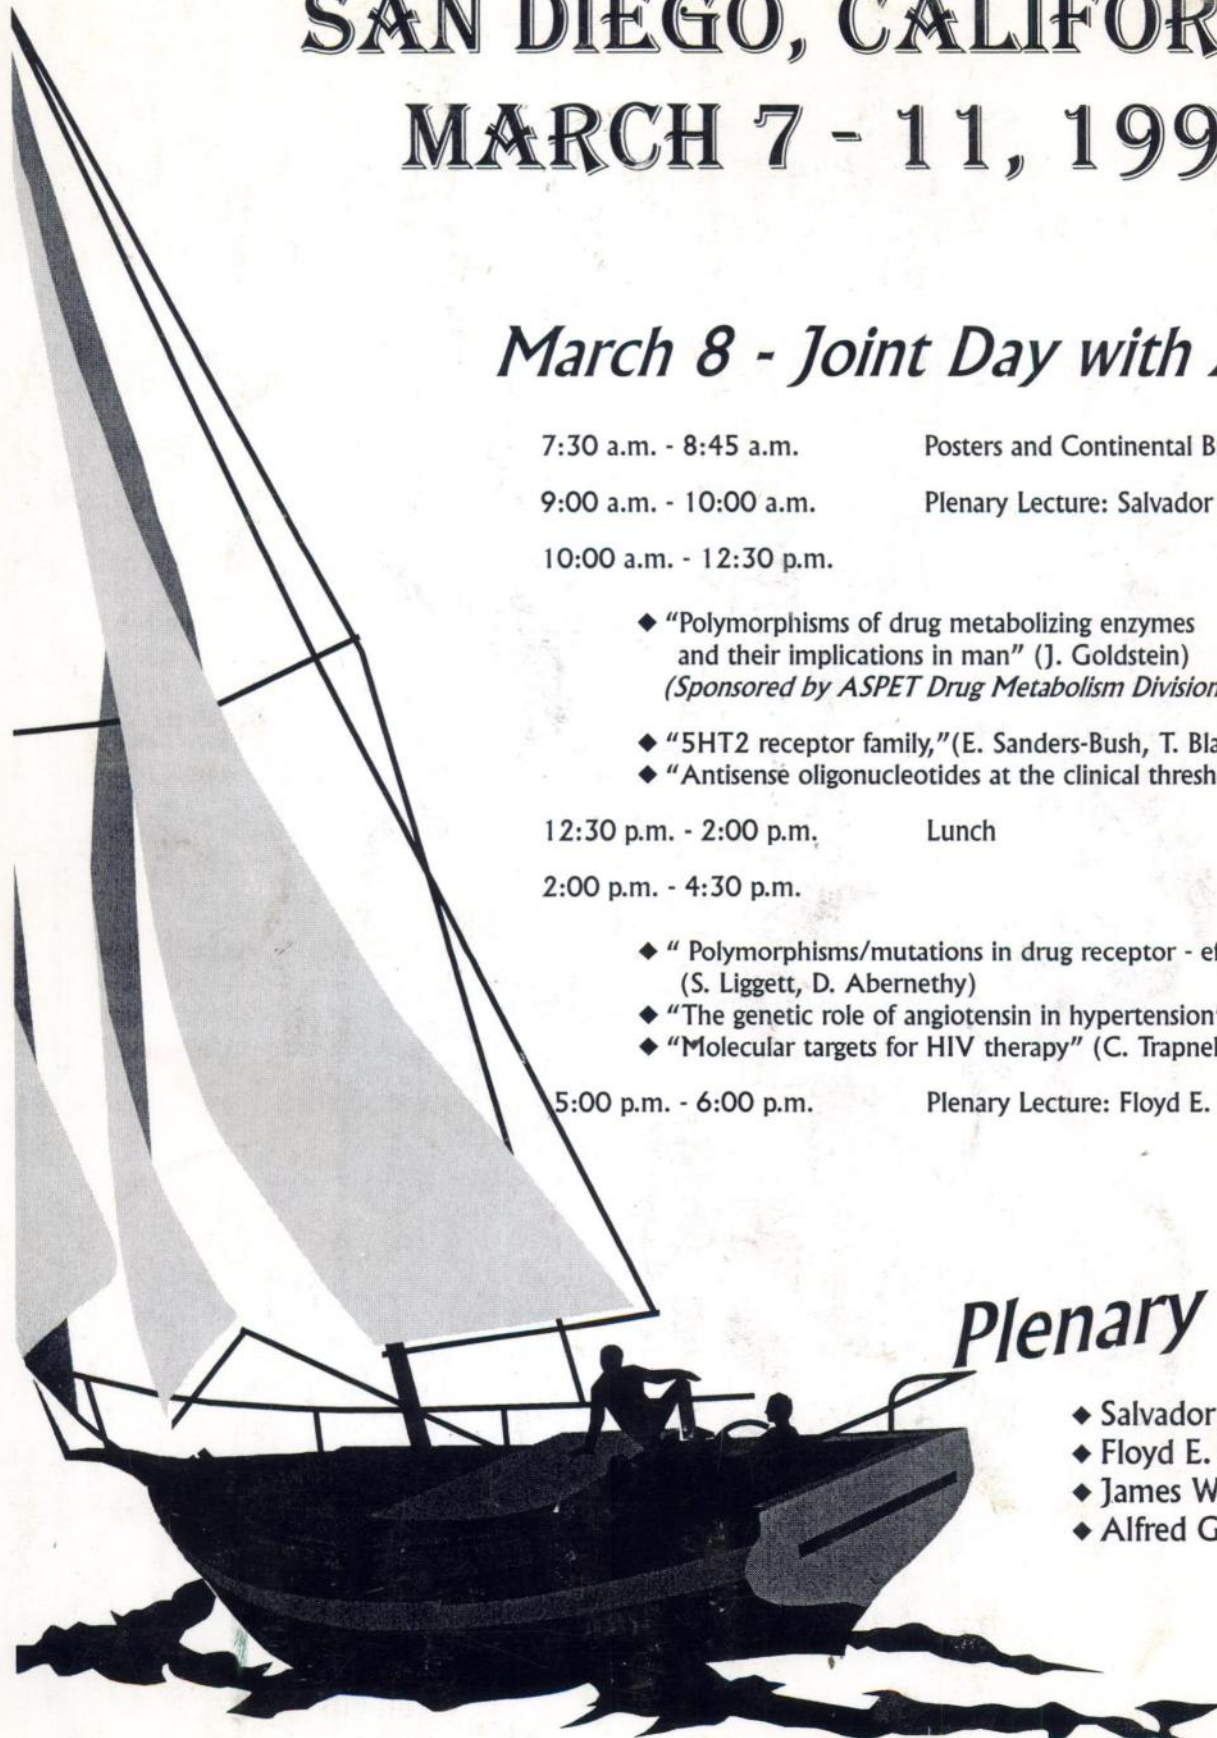 SAN DIEGO, CALIFOR
MARCH 7 - 11, 199
March 8 - Joint Day with
7:30 a.m. - 8:45 a.m. Posters and Continental B
9:00 a.m. - 10:00 a.m. Plenary Lecture: Salvador
10:00 a.m. - 12:30 p.m.
◆ “Polymorphisms of drug metabolizing enzymes
and their implications in man” (J. Goldstein)
(Sponsored by ASPET Drug Metabolism Division
◆ “5HT2 receptor family,”(E. Sanders-Bush, T. Bla
◆ “Antisense oligonucleotides at the clinical thresh
12:30 p.m. - 2:00 p.m. Lunch
2:00 p.m. - 4:30 p.m.
◆ “ Polymorphisms/mutations in drug receptor - ef
(S. Liggett, D. Abernethy)
◆ “The genetic role of angiotensin in hypertension”
◆ “Molecular targets for HIV therapy” (C. Trapnel
5:00 p.m. - 6:00 p.m. Plenary Lecture: Floyd E.
Plenary
◆ Salvador
◆ Floyd E.
◆ James W
◆ Alfred G